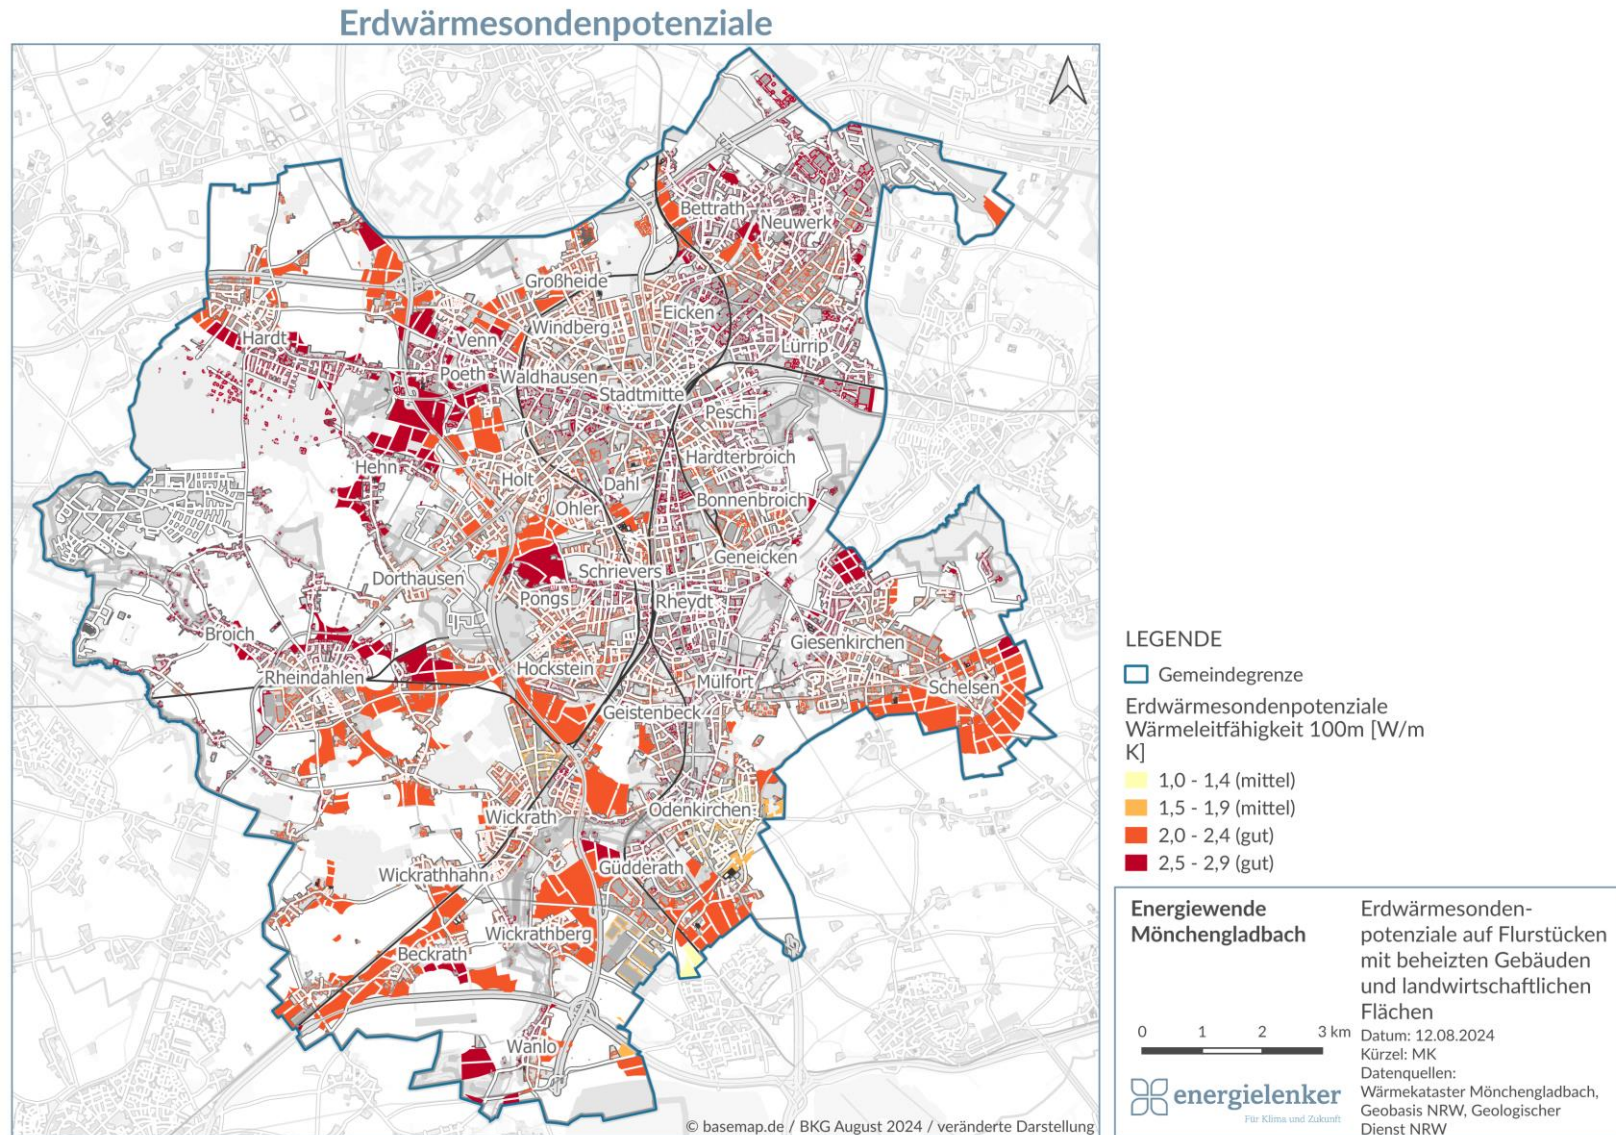 Erdwärmesondenpotenziale
Bettrath
Neuwerk
Großheide
Windberg
Eicken
Hardt
Venn
Lürrip
Poeth
Waldhausen
Stadtmitte
Pesch
Hehn
Holt
Dahl
Hardterbroich
Ohler
Bonnenbroich
Geneicken
Dorthausen
Schrievers
Pongs
Rheydt
Broich
Giesenkirchen
Rheindahlen
Hockstein
Mülfort
Schelsen
Geistenbeck
Wickrath
Odenkirchen
Wickrathhahn
Güdderath
Wickrathberg
Beckrath
Wanlo
© basemap.de / BKG August 2024 / veränderte Darstellung
LEGENDE
Gemeindegrenze
Erdwärmesondenpotenziale
Wärmeleitfähigkeit 100m [W/m
K]
1,0 - 1,4 (mittel)
1,5 - 1,9 (mittel)
2,0 - 2,4 (gut)
2,5 - 2,9 (gut)
Energiewende
Mönchengladbach
0 1 2 3 km
energielenker
Für Klima und Zukunft
Erdwärmesonden-
potenziale auf Flurstücken
mit beheizten Gebäuden
und landwirtschaftlichen
Flächen
Datum: 12.08.2024
Kürzel: MK
Datenquellen:
Wärmekataster Mönchengladbach,
Geobasis NRW, Geologischer
Dienst NRW